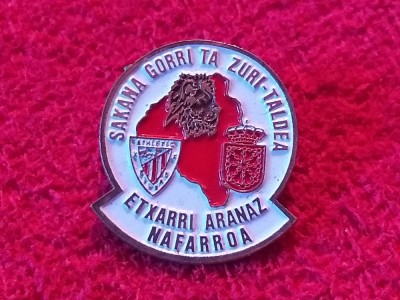 SAKANA GORRI TA ZURI-TALDEA
ATHLETIC
ETXARRI ARANAZ
NAFARROA